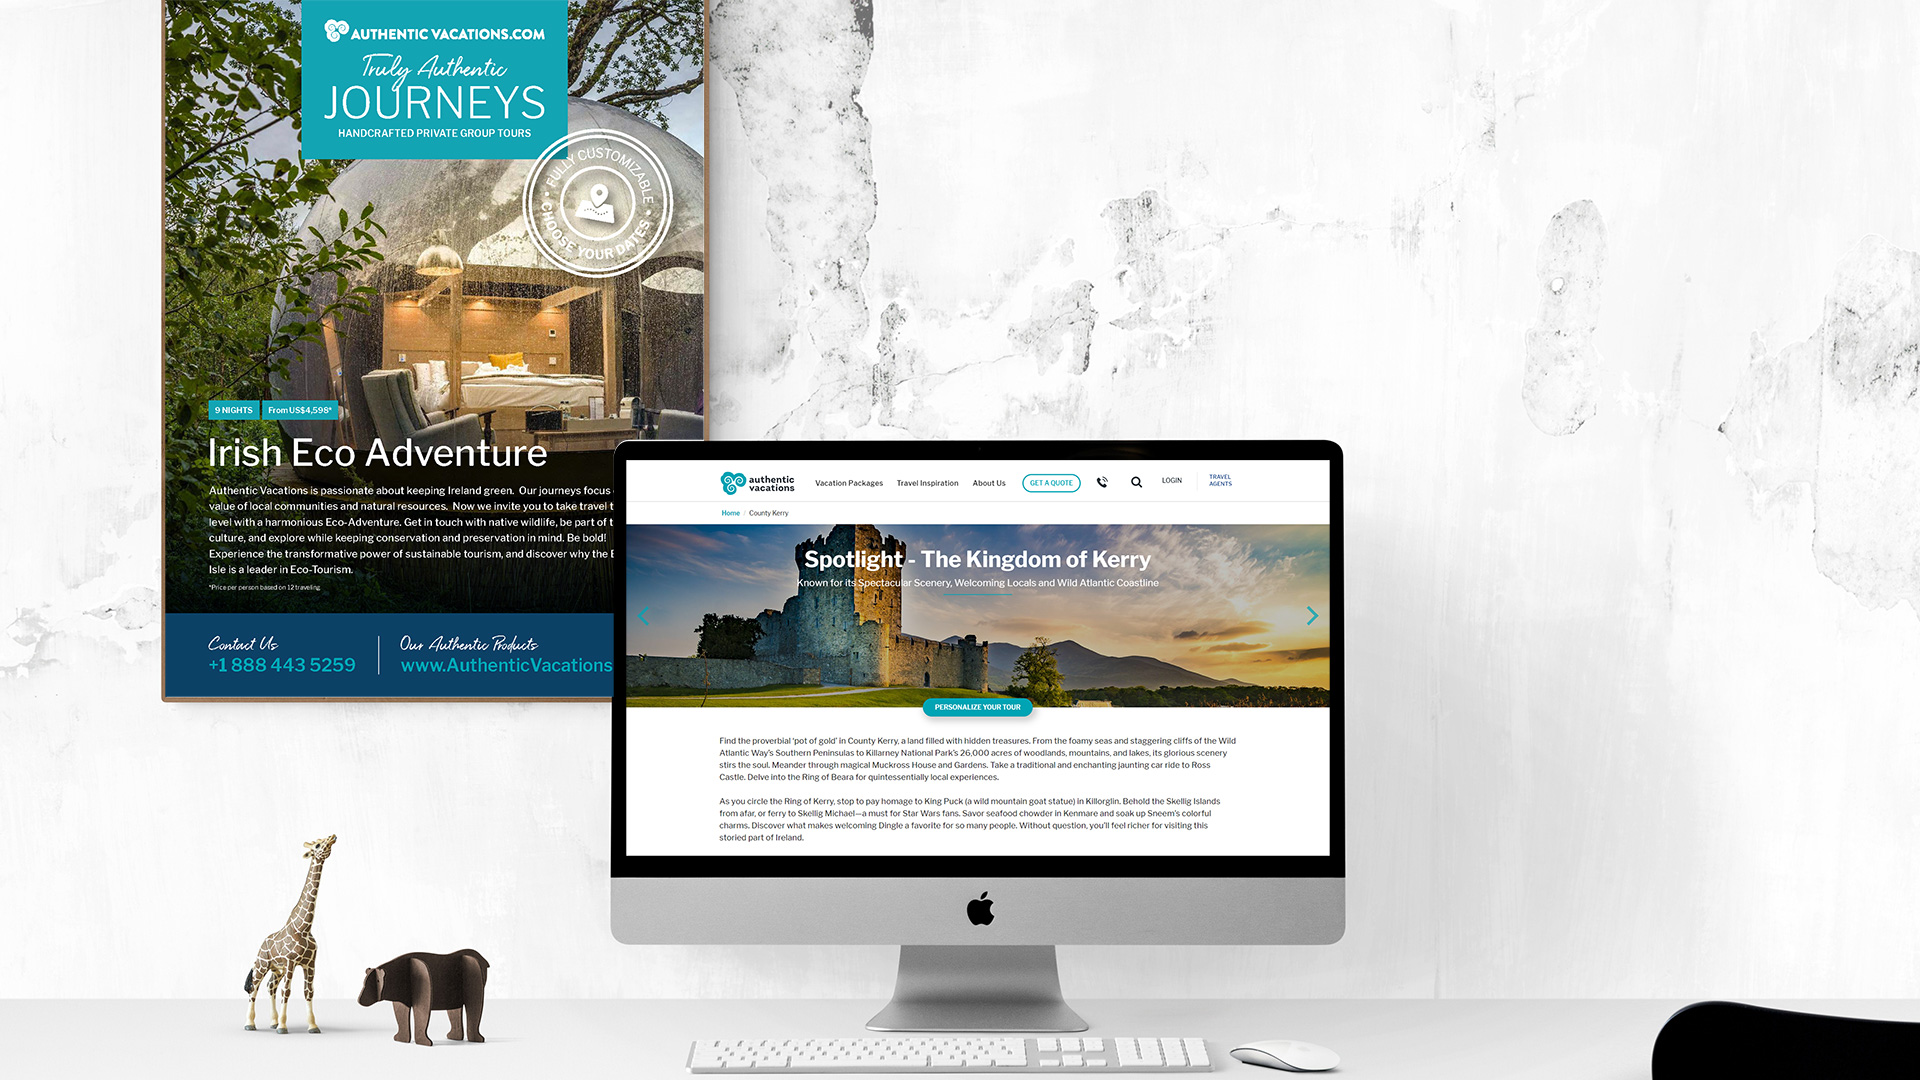 AUTHENTIC VACATIONS.COM
Truly Authentic
JOURNEYS
HANDCRAFTED PRIVATE GROUP TOURS
FULLY CUSTOMIZABLE
• CHOOSE YOUR DATES •
9 NIGHTS From US$4,598*
Irish Eco Adventure
Authentic Vacations is passionate about keeping Ireland green. Our journeys focus
value of local communities and natural resources. Now we invite you to take travel
level with a harmonious Eco-Adventure. Get in touch with native wildlife, be part of
culture, and explore while keeping conservation and preservation in mind. Be bold!
Experience the transformative power of sustainable tourism, and discover why the
Isle is a leader in Eco-Tourism.
*Price per person based on 12 traveling
Contact Us
+1 888 443 5259
Our Authentic Products
www.AuthenticVacations
authentic
vacations
Vacation Packages Travel Inspiration About Us GET A QUOTE LOGIN TRAVEL
AGENTS
Home / County Kerry
Spotlight - The Kingdom of Kerry
Known for its Spectacular Scenery, Welcoming Locals and Wild Atlantic Coastline
PERSONALIZE YOUR TOUR
Find the proverbial 'pot of gold' in County Kerry, a land filled with hidden treasures. From the foamy seas and staggering cliffs of the Wild
Atlantic Way's Southern Peninsulas to Killarney National Park's 26,000 acres of woodlands, mountains, and lakes, its glorious scenery
stirs the soul. Meander through magical Muckross House and Gardens. Take a traditional and enchanting jaunting car ride to Ross
Castle. Delve into the Ring of Beara for quintessentially local experiences.
As you circle the Ring of Kerry, stop to pay homage to King Puck (a wild mountain goat statue) in Killorglin. Behold the Skellig Islands
from afar, or ferry to Skellig Michael—a must for Star Wars fans. Savor seafood chowder in Kenmare and soak up Sneem's colorful
charms. Discover what makes welcoming Dingle a favorite for so many people. Without question, you'll feel richer for visiting this
storied part of Ireland.